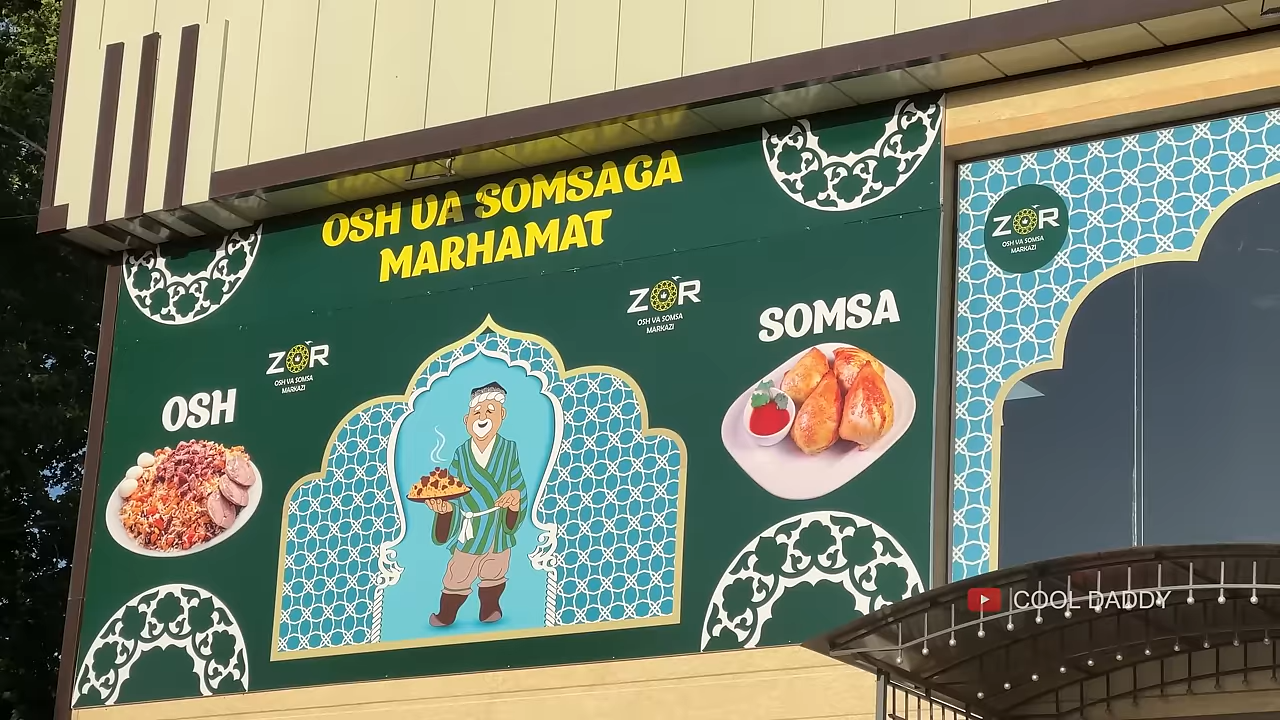 OSH VA SOMSAGA
MARHAMAT
ZOR
OSH VA SOMSA
MARKAZI
SOMSA
ZOR
OSH VA SOMSA
MARKAZI
OSH
ZOR
OSH VA SOMSA
MARKAZI
COOL DADDY